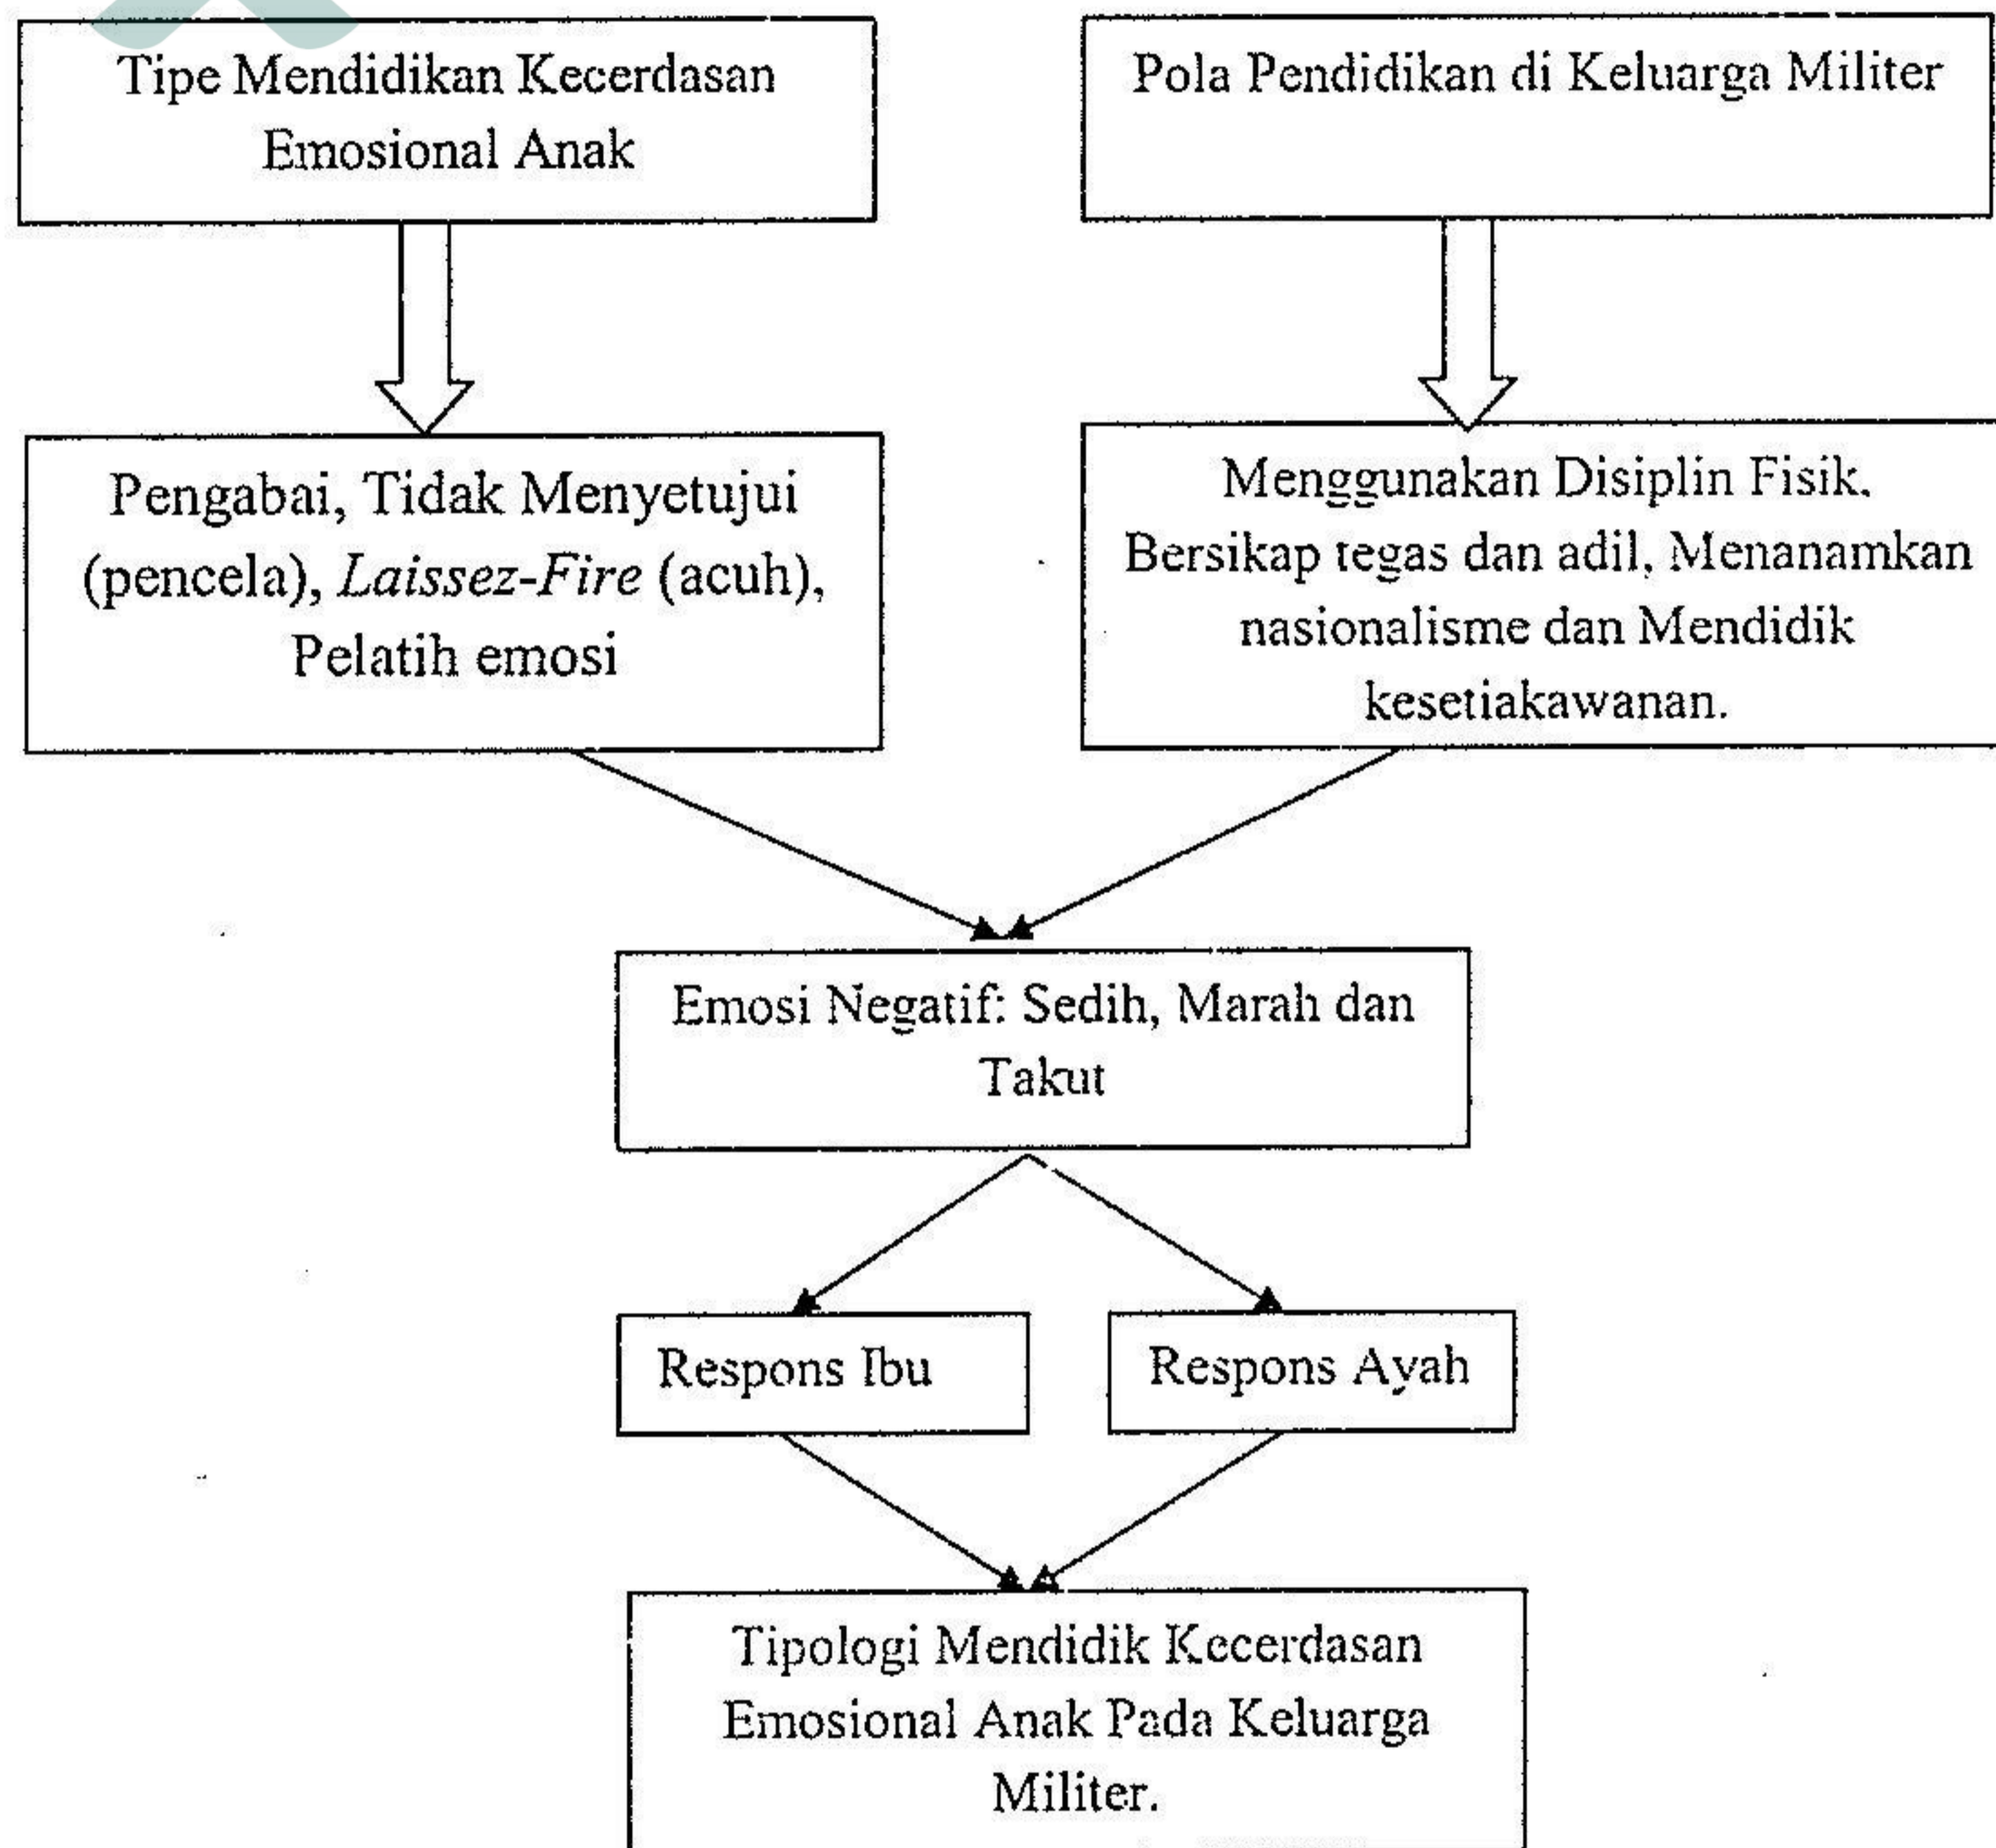 Tipe Mendidikan Kecerdasan
Emosional Anak
Pola Pendidikan di Keluarga Militer
Pengabai, Tidak Menyetujui
(pencela), Laissez-Fire (acuh),
Pelatih emosi
Menggunakan Disiplin Fisik.
Bersikap tegas dan adil, Menanamkan
nasionalisme dan Mendidik
kesetiakawanan.
Emosi Negatif: Sedih, Marah dan
Takut
Respons Ibu
Respons Ayah
Tipologi Mendidik Kecerdasan
Emosional Anak Pada Keluarga
Militer.